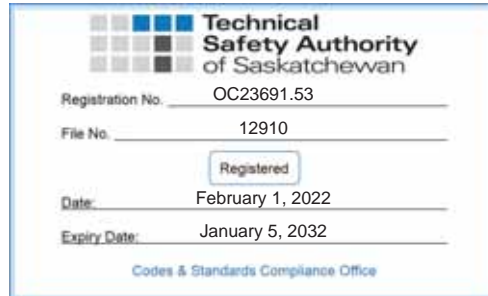 Technical
Safety Authority
of Saskatchewan
Registration No. OC23691.53
File No. 12910
Registered
Date: February 1, 2022
Expiry Date: January 5, 2032
Codes & Standards Compliance Office